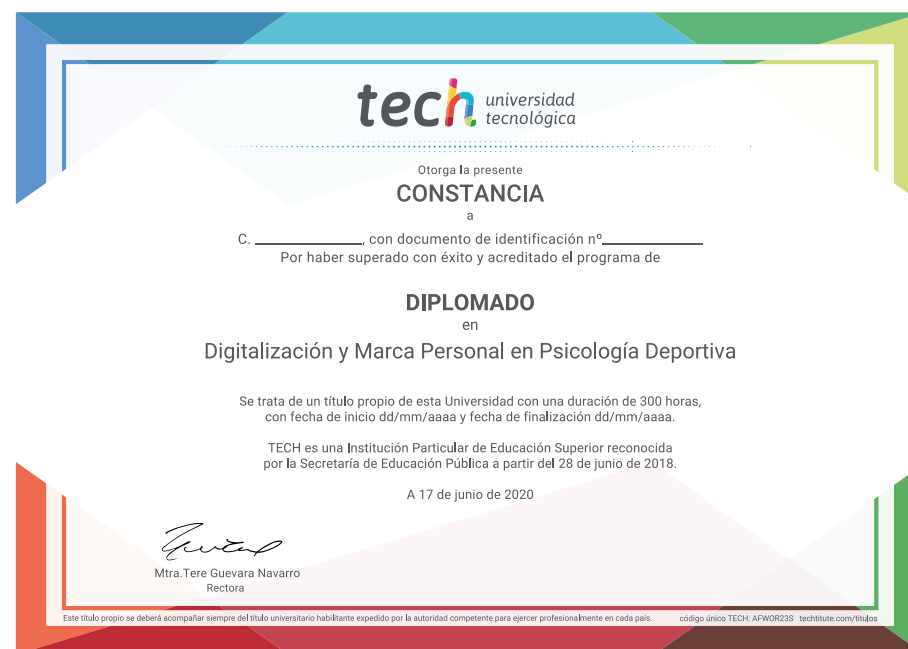 tech universidad
tecnológica
Otorga la presente
CONSTANCIA
a
C. ______________, con documento de identificación nº______________
Por haber superado con éxito y acreditado el programa de
DIPLOMADO
en
Digitalización y Marca Personal en Psicología Deportiva
Se trata de un título propio de esta Universidad con una duración de 300 horas,
con fecha de inicio dd/mm/aaaa y fecha de finalización dd/mm/aaaa.
TECH es una Institución Particular de Educación Superior reconocida
por la Secretaría de Educación Pública a partir del 28 de junio de 2018.
A 17 de junio de 2020
Mtra.Tere Guevara Navarro
Rectora
Este título propio se deberá acompañar siempre del título universitario habilitante expedido por la autoridad competente para ejercer profesionalmente en cada país. código único TECH: AFWOR23S techtitute.com/titulos